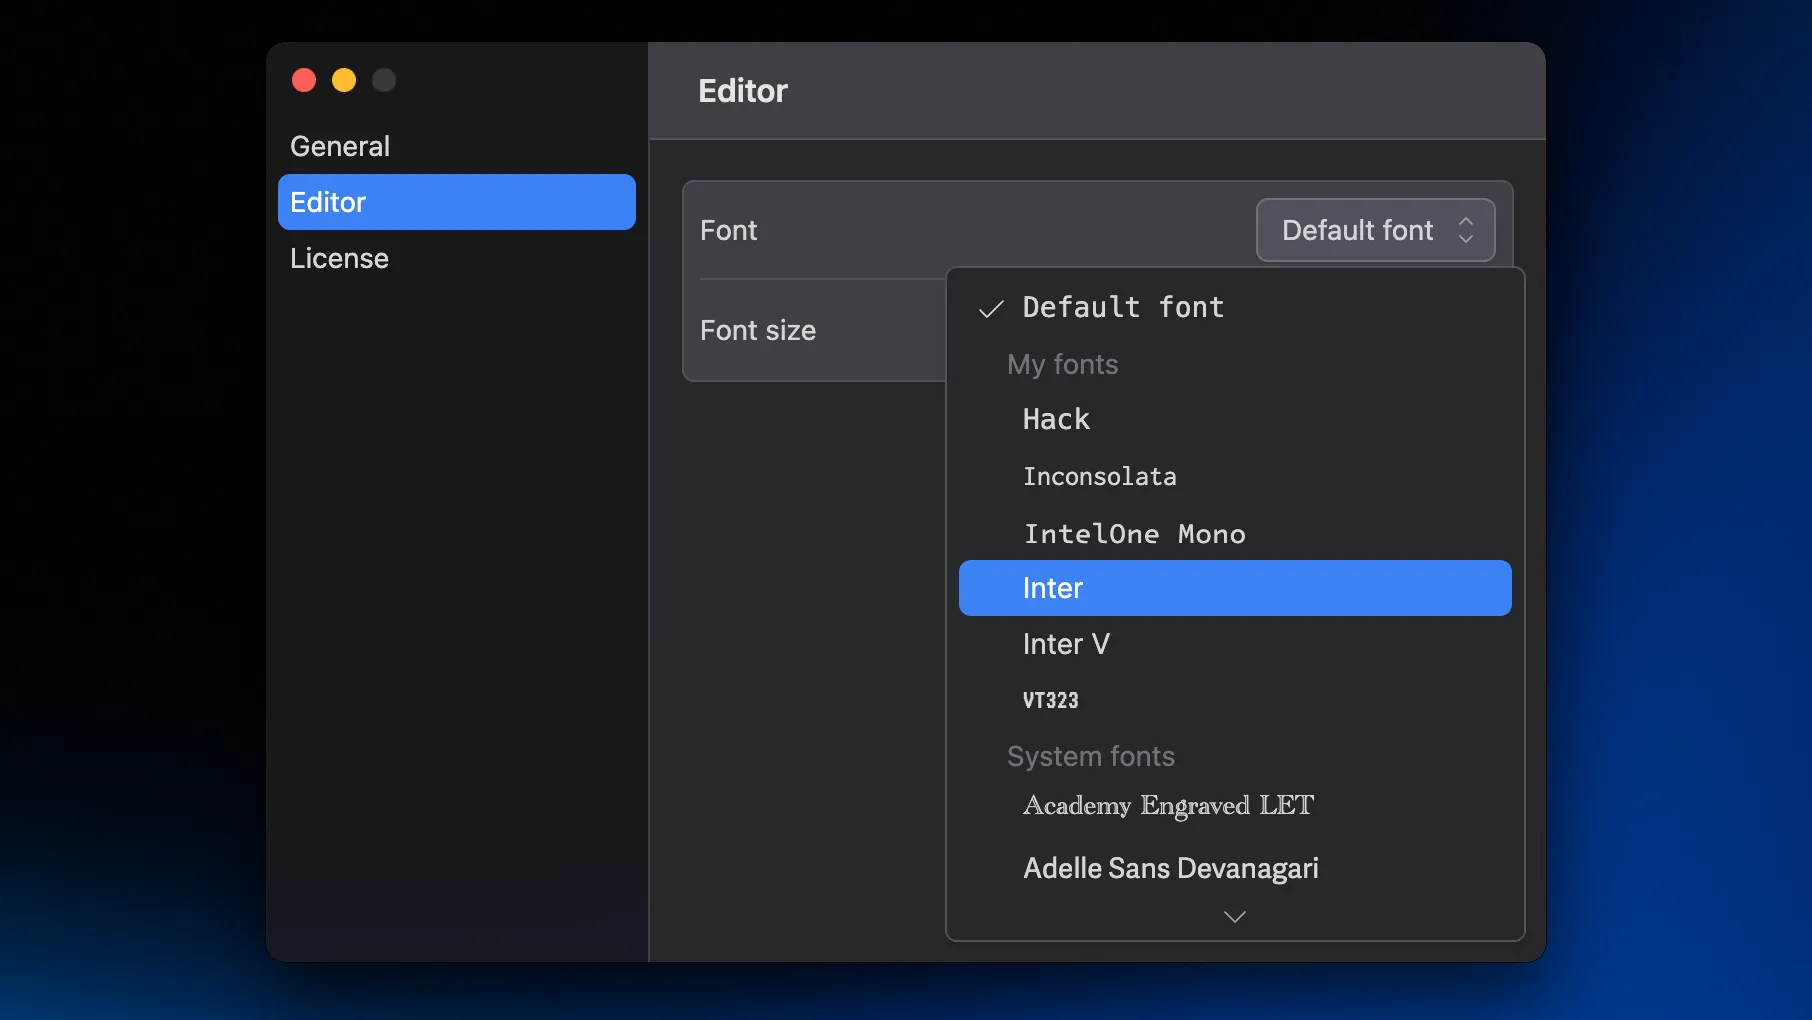 General
Editor
License
Editor
Font
Default font
Font size
Default font
My fonts
Hack
Inconsolata
IntelOne Mono
Inter
Inter V
VT323
System fonts
Academy Engraved LET
Adelle Sans Devanagari